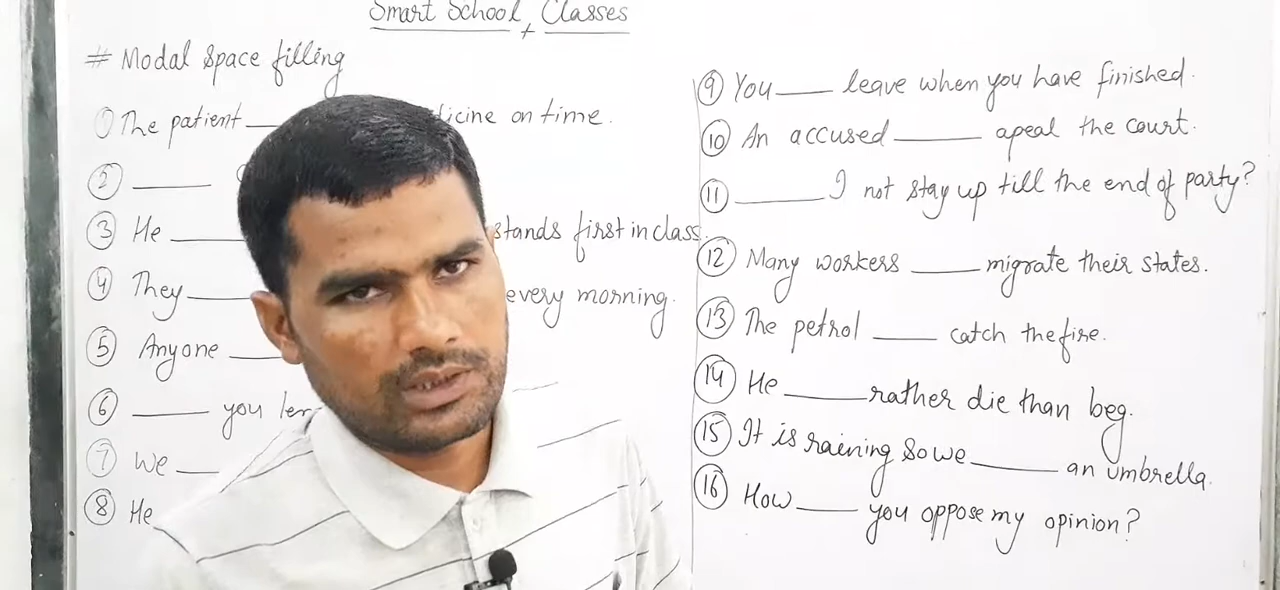 Smart School + Classes
# Modal space filling
① The patient ____ icine on time.
② ____
③ He ____ stands first in class.
④ They ____ every morning.
⑤ Anyone ____
⑥ ____ you len
⑦ We ____
⑧ He
⑨ You ____ leave when you have finished.
⑩ An accused ____ apeal the court.
⑪ ____ I not stay up till the end of party?
⑫ Many workers ____ migrate their states.
⑬ The petrol ____ catch the fire.
⑭ He ____ rather die than beg.
⑮ It is raining so we ____ an umbrella.
⑯ How ____ you oppose my opinion?